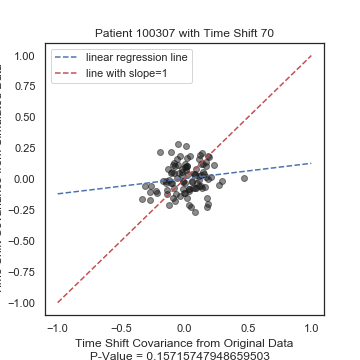 Patient 100307 with Time Shift 70
linear regression line
line with slope=1
1.00
0.75
0.50
0.25
0.00
−0.25
−0.50
−0.75
−1.00
−1.0
−0.5
0.0
0.5
1.0
Time Shift Covariance from Original Data
P-Value = 0.15715747948659503